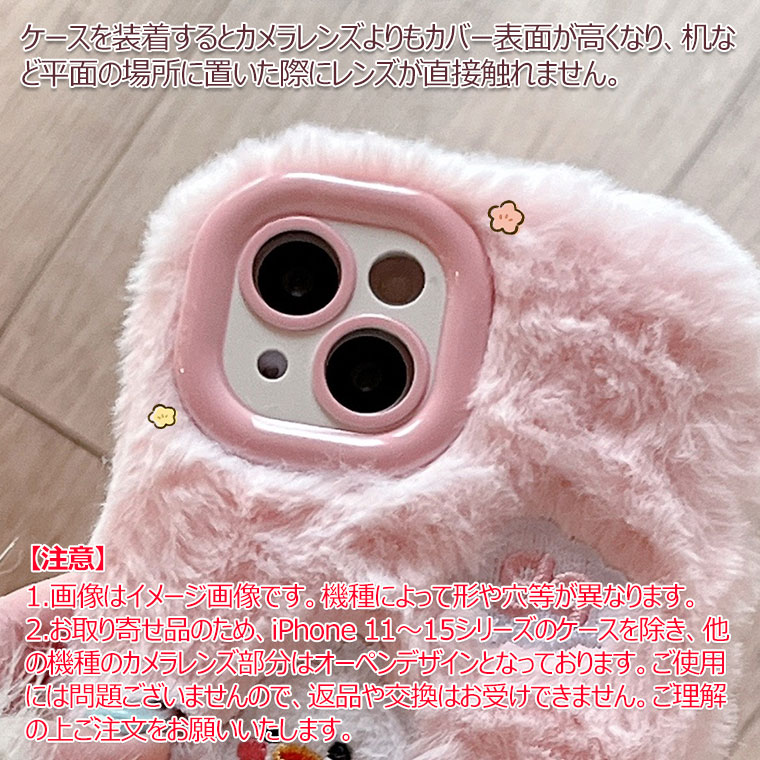 ケースを装着するとカメラレンズよりもカバー表面が高くなり、机な
ど平面の場所に置いた際にレンズが直接触れません。
【注意】
1.画像はイメージ画像です。機種によって形や穴等が異なります。
2.お取り寄せ品のため、iPhone 11～15シリーズのケースを除き、他
の機種のカメラレンズ部分はオーペンデザインとなっております。ご使用
には問題ございませんので、返品や交換はお受けできません。ご理解
の上ご注文をお願いいたします。